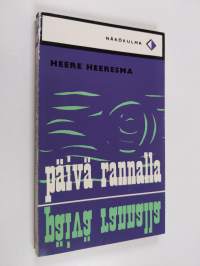 NÄKÖKULMA
HEERE HEERESMA
päivä rannalla
päivä rannalla